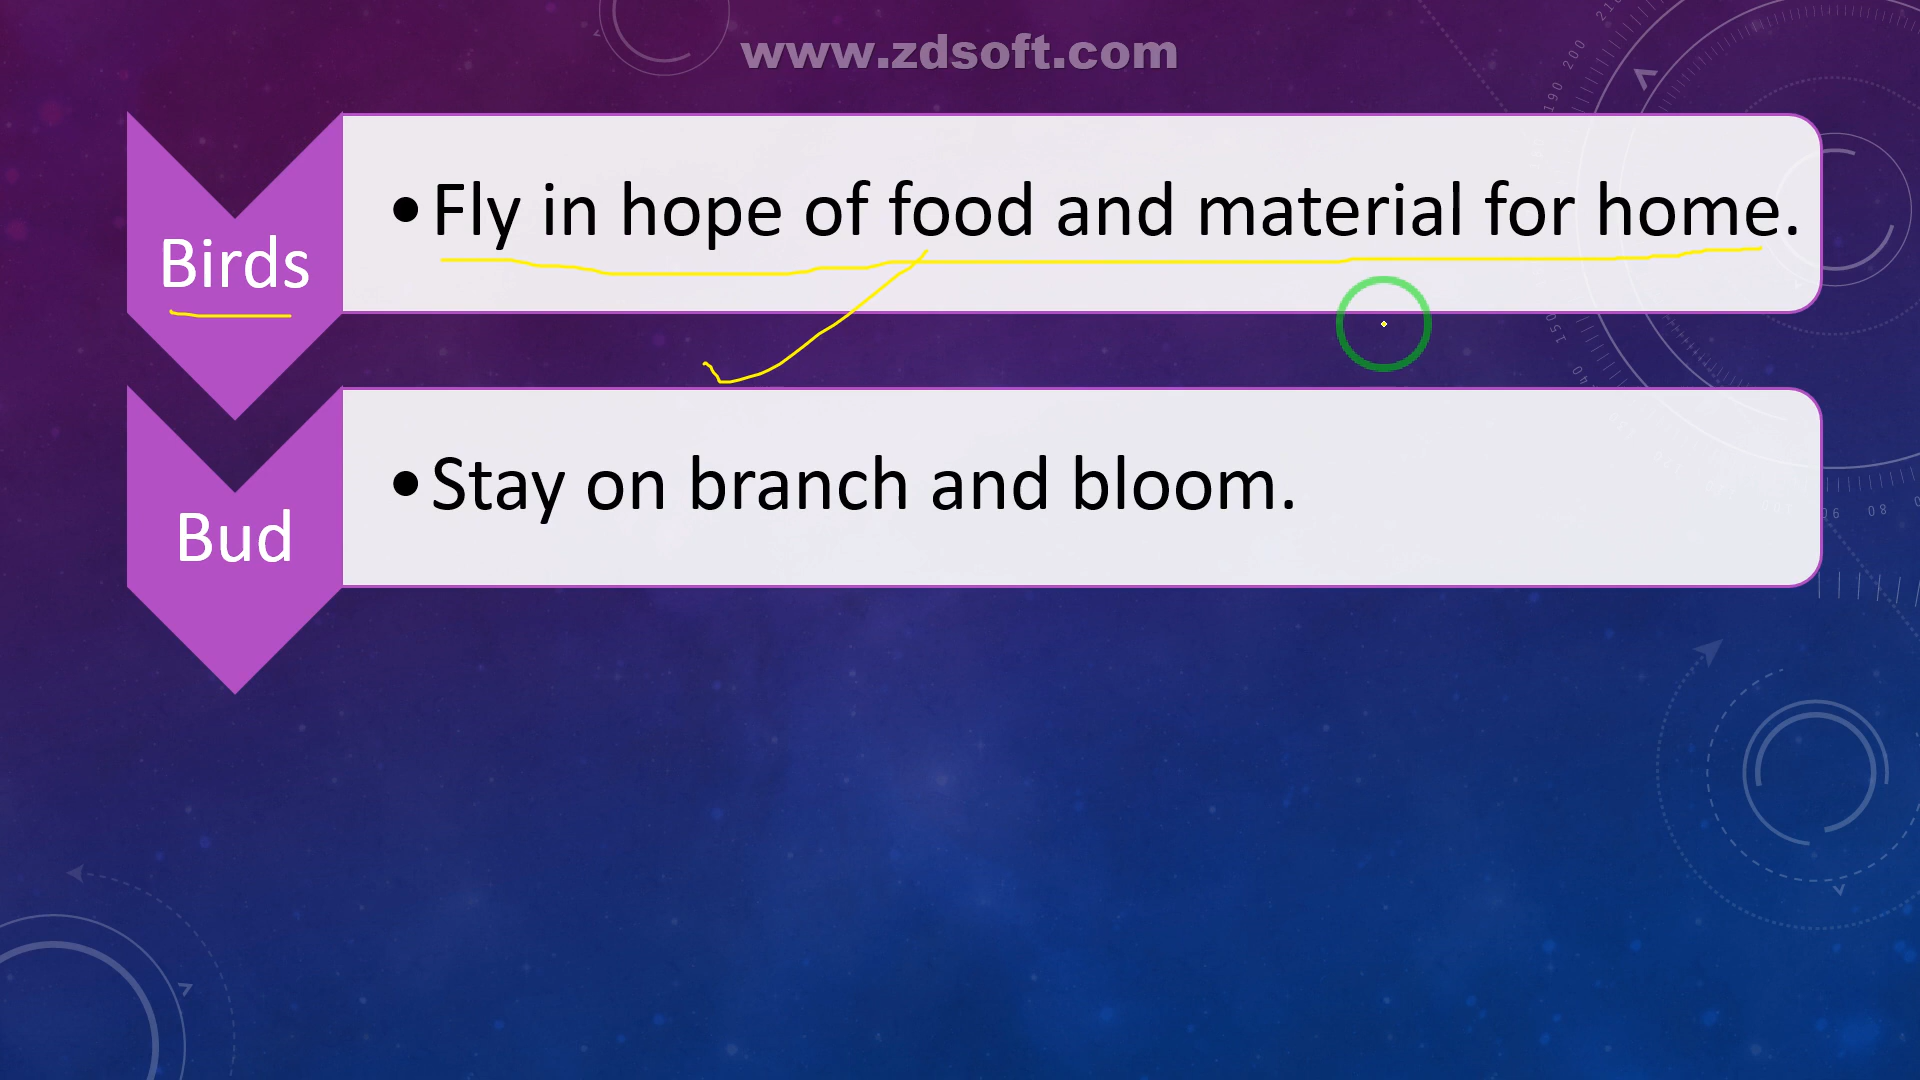 www.zdsoft.com
Birds
•Fly in hope of food and material for home.
Bud
•Stay on branch and bloom.